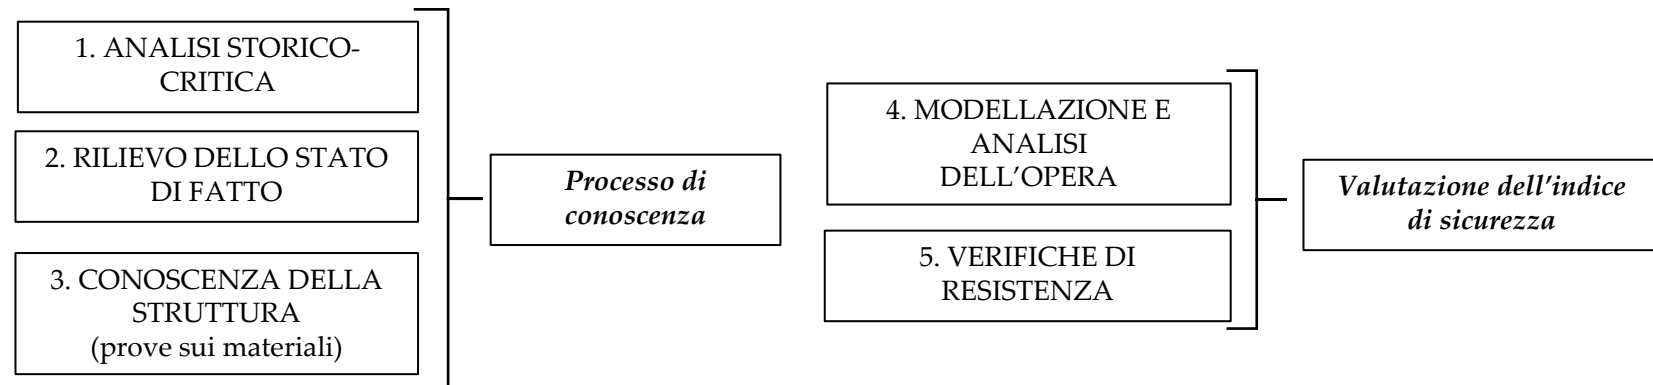 1. ANALISI STORICO-
CRITICA
2. RILIEVO DELLO STATO
DI FATTO
3. CONOSCENZA DELLA
STRUTTURA
(prove sui materiali)
Processo di
conoscenza
4. MODELLAZIONE E
ANALISI
DELL’OPERA
5. VERIFICHE DI
RESISTENZA
Valutazione dell’indice
di sicurezza